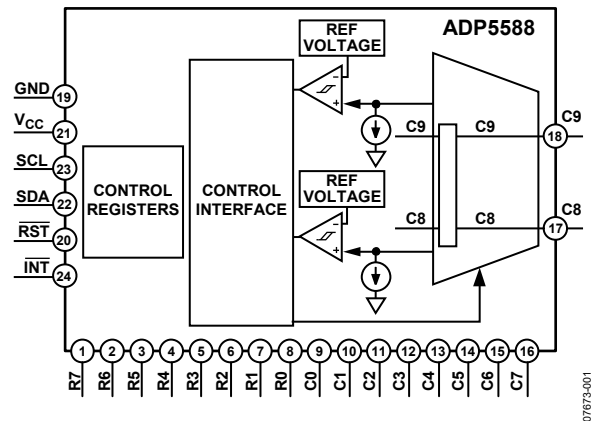 ADP5588
REF
VOLTAGE
GND
19
VCC
21
SCL
23
SDA
22
RST
20
INT
24
CONTROL
REGISTERS
CONTROL
INTERFACE
–
+
C9
C9
18
C9
REF
VOLTAGE
–
+
C8
C8
17
C8
1 2 3 4 5 6 7 8 9 10 11 12 13 14 15 16
R7 R6 R5 R4 R3 R2 R1 R0 C0 C1 C2 C3 C4 C5 C6 C7
07673-001